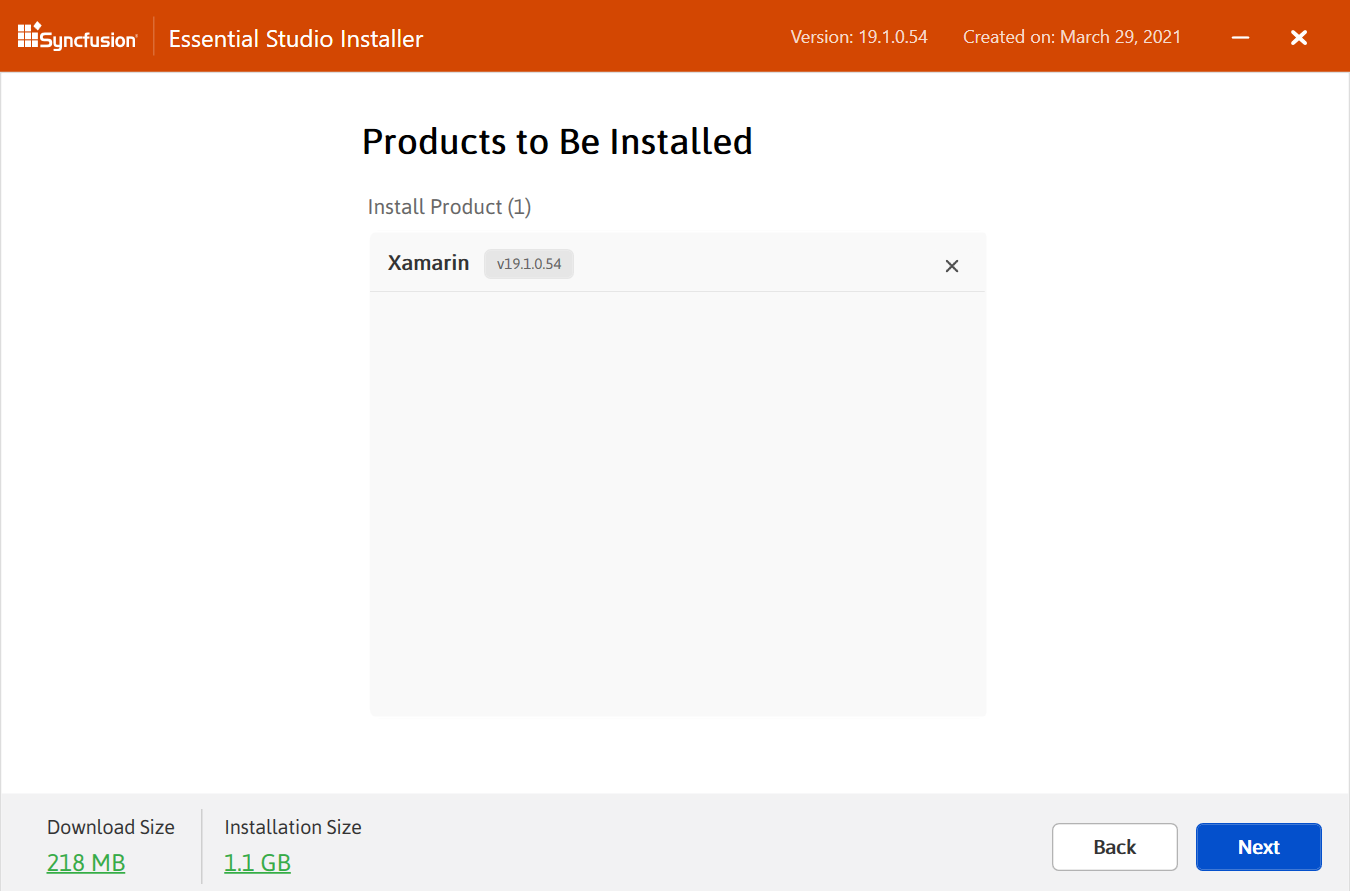 Syncfusion Essential Studio Installer Version: 19.1.0.54 Created on: March 29, 2021
Products to Be Installed
Install Product (1)
Xamarin v19.1.0.54
Download Size Installation Size
218 MB 1.1 GB
Back Next